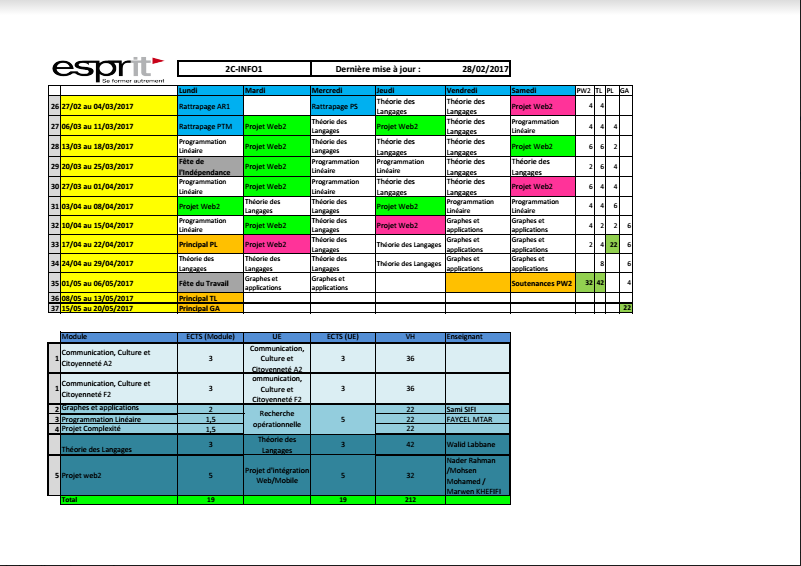 esprit
Se former autrement
2C-INFO1 Dernière mise à jour : 28/02/2017
Lundi Mardi Mercredi Jeudi Vendredi Samedi PW2 TL PL GA
26 27/02 au 04/03/2017 Rattrapage AR1 Rattrapage PS Théorie des Langages Théorie des Langages Projet Web2 4 4
27 06/03 au 11/03/2017 Rattrapage PTM Projet Web2 Théorie des Langages Projet Web2 Théorie des Langages Programmation Linéaire 4 4 4
28 13/03 au 18/03/2017 Programmation Linéaire Projet Web2 Théorie des Langages Théorie des Langages Théorie des Langages Projet Web2 6 6 2
29 20/03 au 25/03/2017 Fête de l'Indépendance Projet Web2 Programmation Linéaire Programmation Linéaire Théorie des Langages Théorie des Langages 2 6 4
30 27/03 au 01/04/2017 Programmation Linéaire Projet Web2 Programmation Linéaire Théorie des Langages Théorie des Langages Projet Web2 6 4 4
31 03/04 au 08/04/2017 Projet Web2 Théorie des Langages Théorie des Langages Projet Web2 Programmation Linéaire Programmation Linéaire 4 4 6
32 10/04 au 15/04/2017 Programmation Linéaire Projet Web2 Théorie des Langages Projet Web2 Graphes et applications Graphes et applications 4 2 2 6
33 17/04 au 22/04/2017 Principal PL Projet Web2 Théorie des Langages Théorie des Langages Graphes et applications Graphes et applications 2 4 22 6
34 24/04 au 29/04/2017 Théorie des Langages Théorie des Langages Théorie des Langages Théorie des Langages Graphes et applications Graphes et applications 8 6
35 01/05 au 06/05/2017 Fête du Travail Graphes et applications Graphes et applications Soutenances PW2 32 42 4
36 08/05 au 13/05/2017 Principal TL
37 15/05 au 20/05/2017 Principal GA 22
Module ECTS (Module) UE ECTS (UE) VH Enseignant
1 Communication, Culture et Citoyenneté A2 3 Communication, Culture et Citoyenneté A2 3 36
1 Communication, Culture et Citoyenneté F2 3 ommunication, Culture et Citoyenneté F2 3 36
2 Graphes et applications 2 Recherche opérationnelle 5 22 Sami SIFI
3 Programmation Linéaire 1,5 22 FAYCEL MTAR
4 Projet Complexité 1,5 22
Théorie des Langages 3 Théorie des Langages 3 42 Walid Labbane
5 Projet web2 5 Projet d'intégration Web/Mobile 5 32 Nader Rahman /Mohsen Mohamed / Marwen KHEFIFI
Total 19 19 212